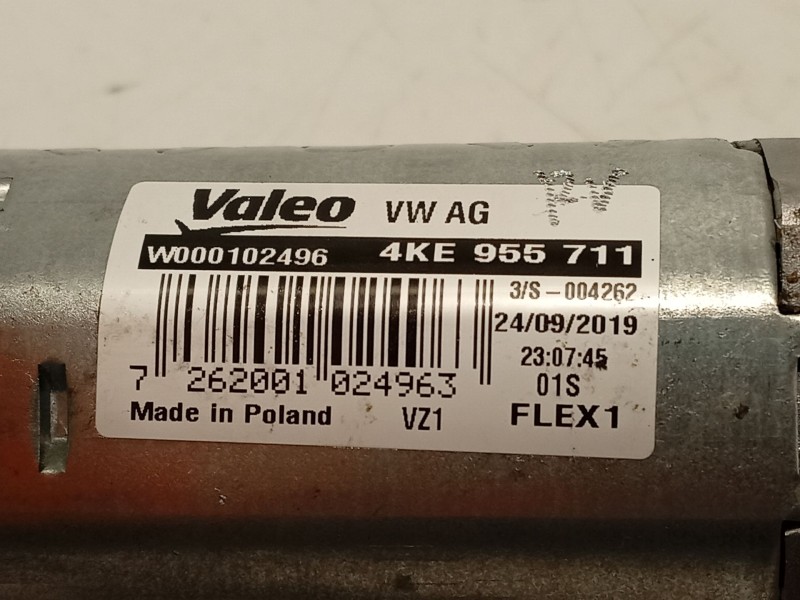 Valeo VW AG
W000102496 4KE 955 711
3/S-004262
24/09/2019
23:07:45
7 262001 024963 01S
Made in Poland VZ1 FLEX1